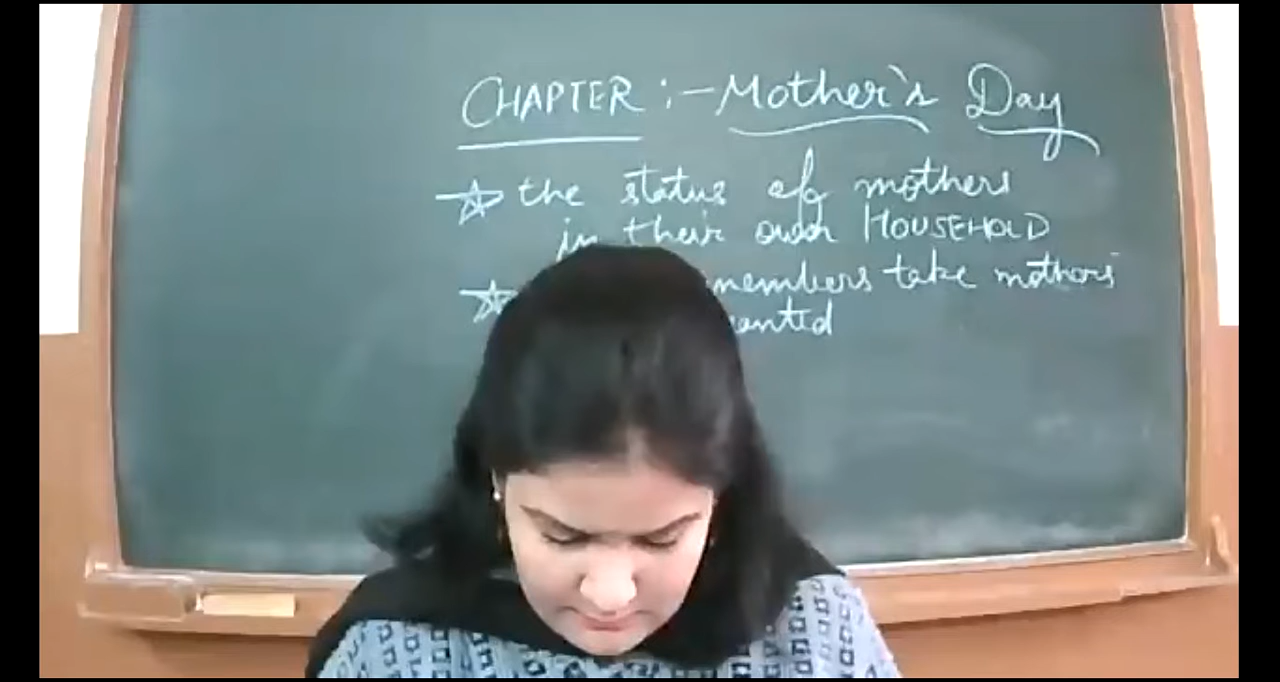 CHAPTER :- Mother's Day
the status of mothers
in their own HOUSEHOLD
members take mothers